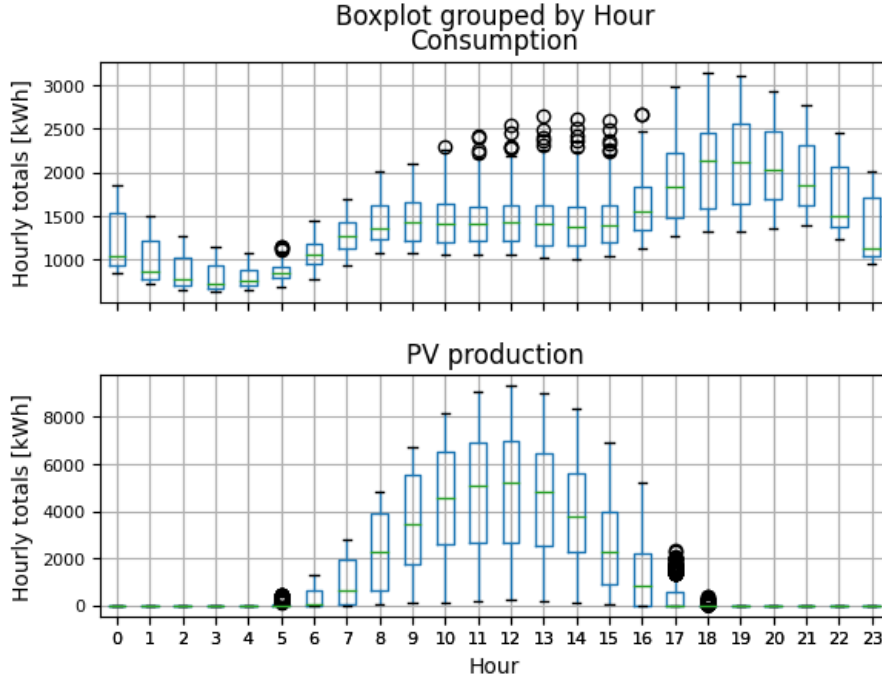 Boxplot grouped by Hour
Consumption
Hourly totals [kWh]
3000
2500
2000
1500
1000
PV production
Hourly totals [kWh]
8000
6000
4000
2000
0
0 1 2 3 4 5 6 7 8 9 10 11 12 13 14 15 16 17 18 19 20 21 22 23
Hour